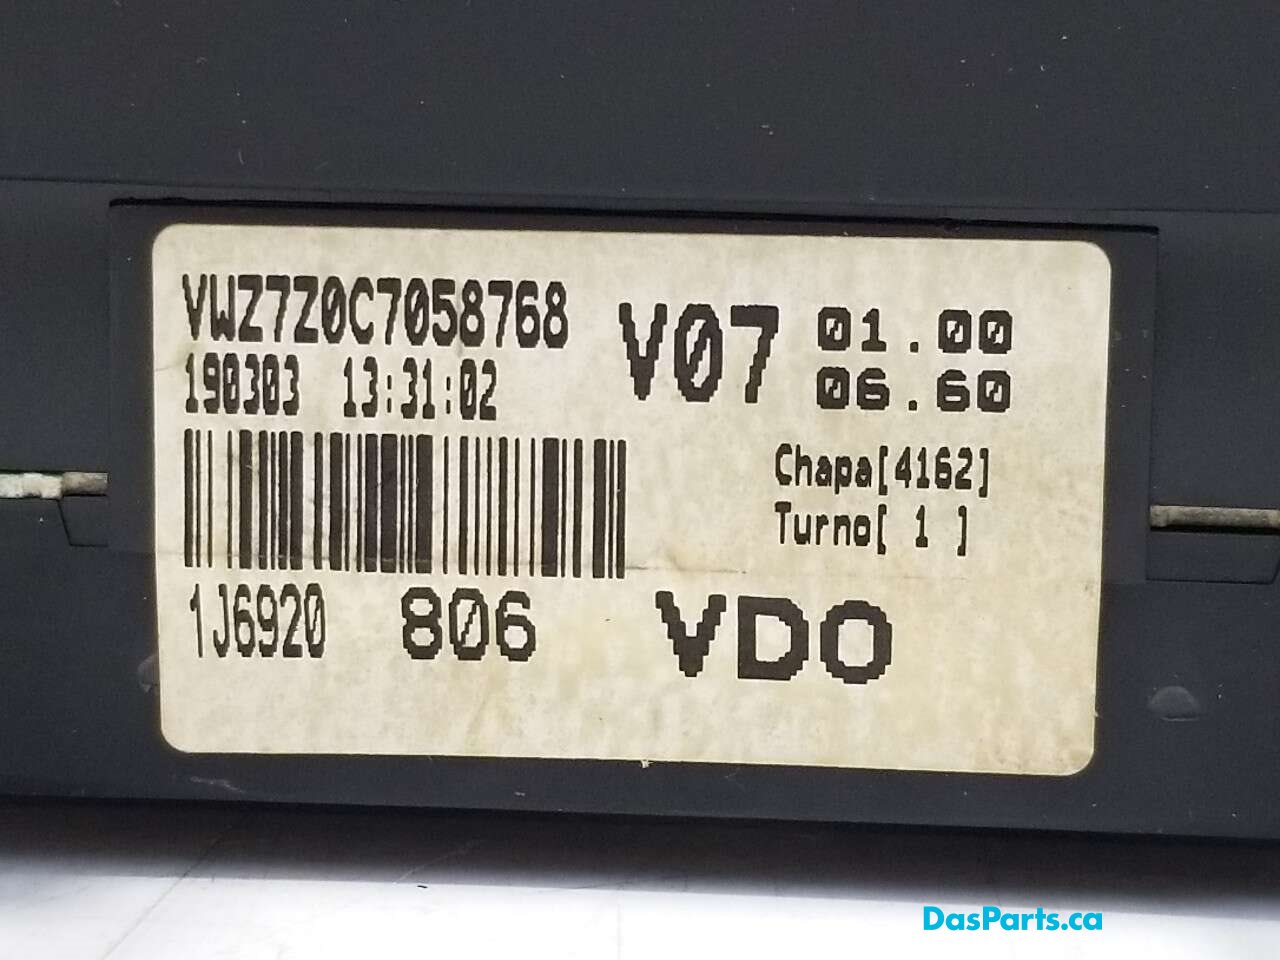 VWZ7Z0C7058768
190303 13:31:02
V07
01.00
06.60
Chapa[4162]
Turno[ 1 ]
1J6920 806
VDO
DasParts.ca